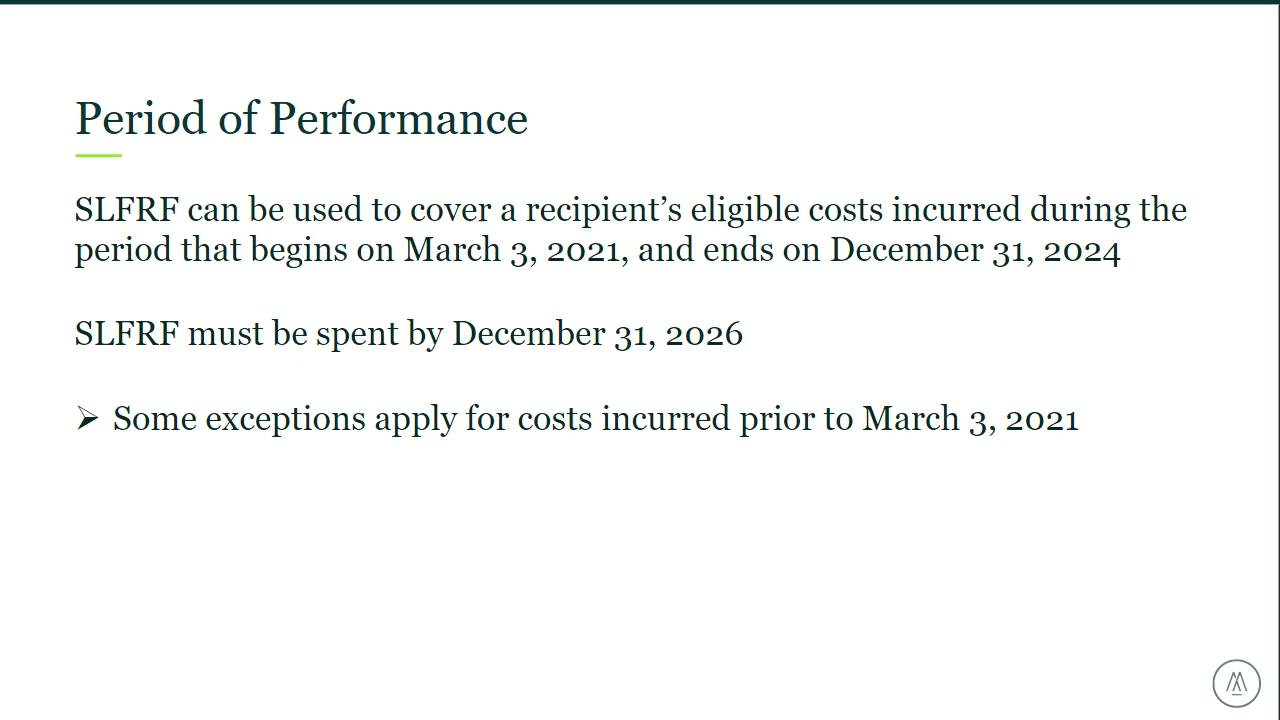 Period of Performance
SLFRF can be used to cover a recipient’s eligible costs incurred during the
period that begins on March 3, 2021, and ends on December 31, 2024
SLFRF must be spent by December 31, 2026
➢ Some exceptions apply for costs incurred prior to March 3, 2021